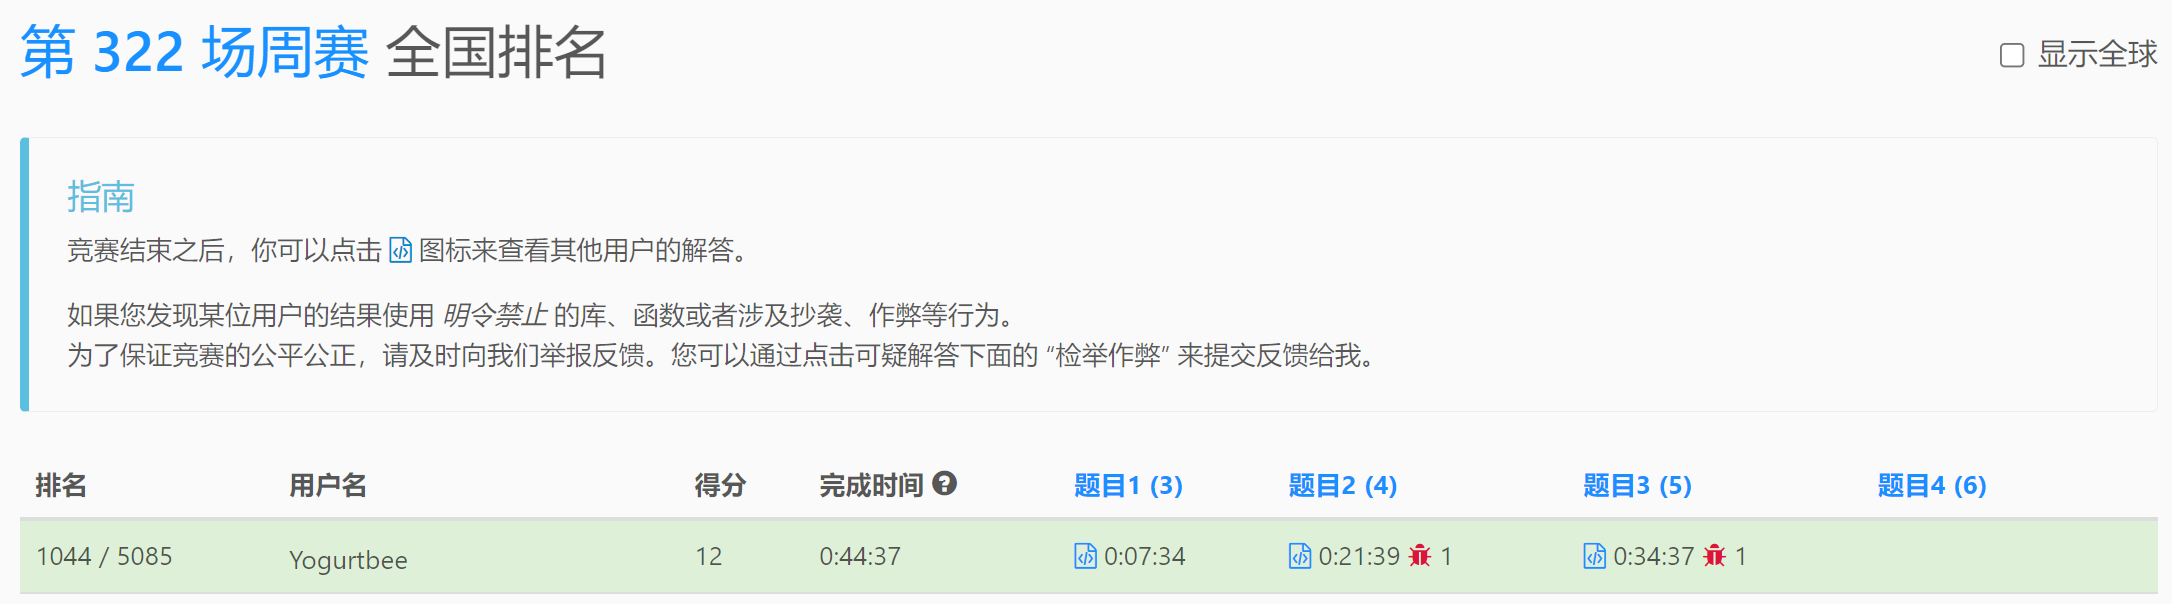 第 322 场周赛 全国排名
显示全球
指南
竞赛结束之后，你可以点击 图标来查看其他用户的解答。
如果您发现某位用户的结果使用 明令禁止 的库、函数或者涉及抄袭、作弊等行为。
为了保证竞赛的公平公正，请及时向我们举报反馈。您可以通过点击可疑解答下面的 “检举作弊” 来提交反馈给我。
排名 用户名 得分 完成时间 题目1 (3) 题目2 (4) 题目3 (5) 题目4 (6)
1044 / 5085 Yogurtbee 12 0:44:37 0:07:34 0:21:39 1 0:34:37 1